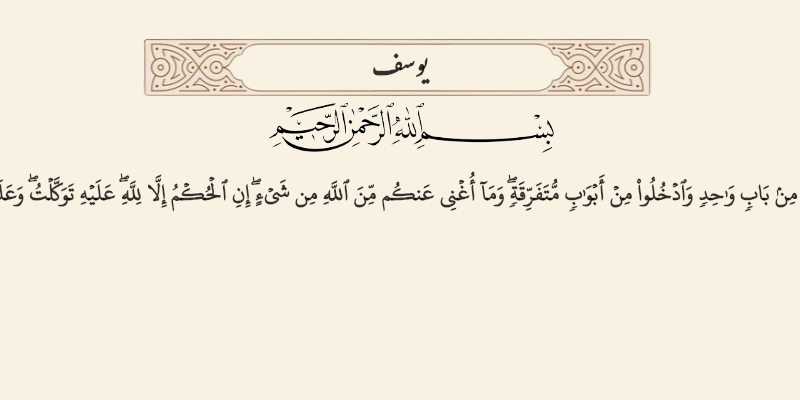 يوسف
بِسْمِ ٱللَّهِ ٱلرَّحْمَٰنِ ٱلرَّحِيمِ
مِنۢ بَابٍۢ وَٰحِدٍۢ وَٱدْخُلُوا۟ مِنْ أَبْوَٰبٍۢ مُّتَفَرِّقَةٍۢ ۖ وَمَآ أُغْنِى عَنكُم مِّنَ ٱللَّهِ مِن شَىْءٍ ۖ إِنِ ٱلْحُكْمُ إِلَّا لِلَّهِ ۖ عَلَيْهِ تَوَكَّلْتُ ۖ